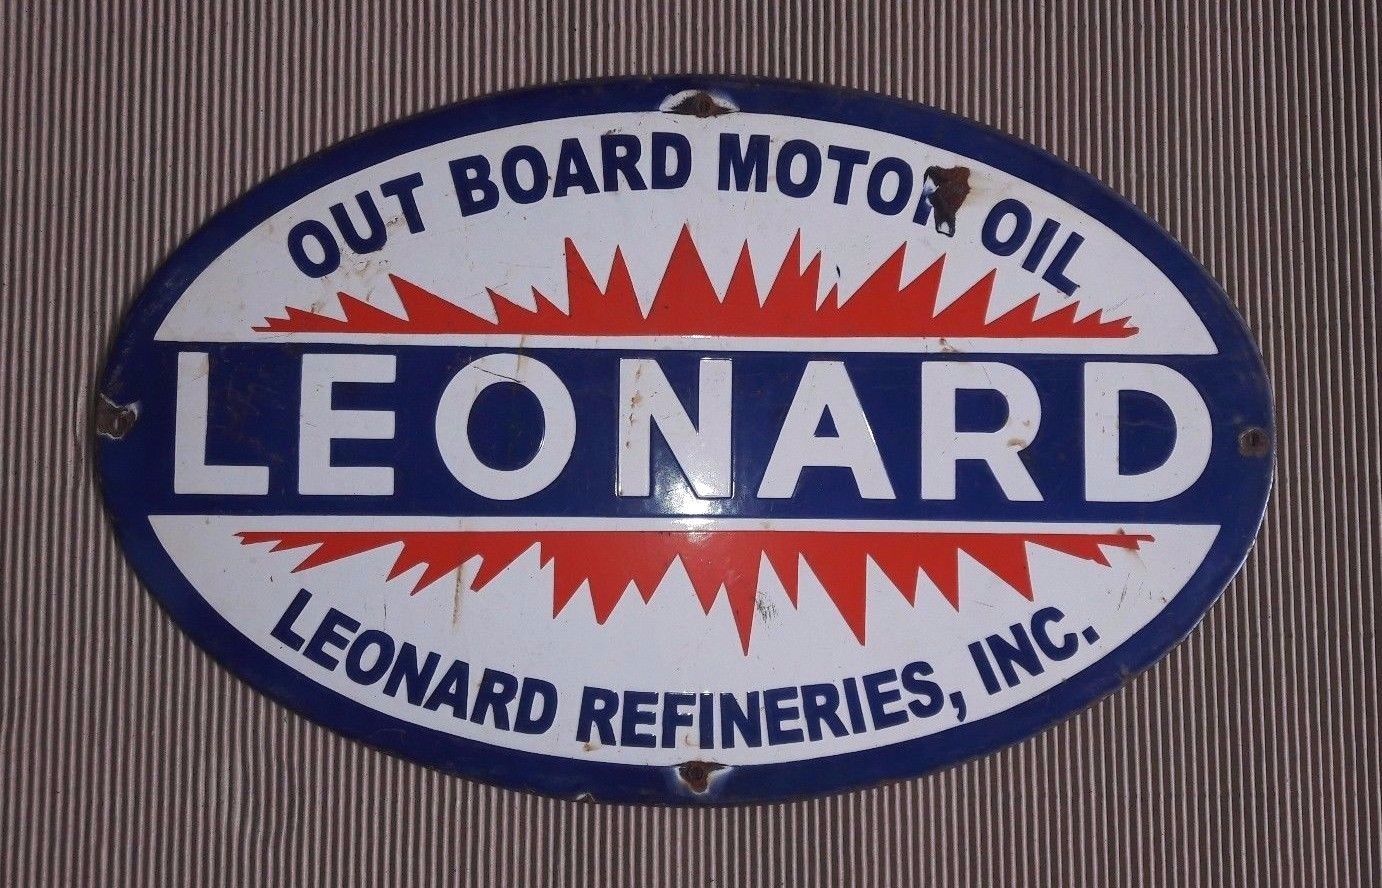 OUT BOARD MOTOR OIL
LEONARD
LEONARD REFINERIES, INC.